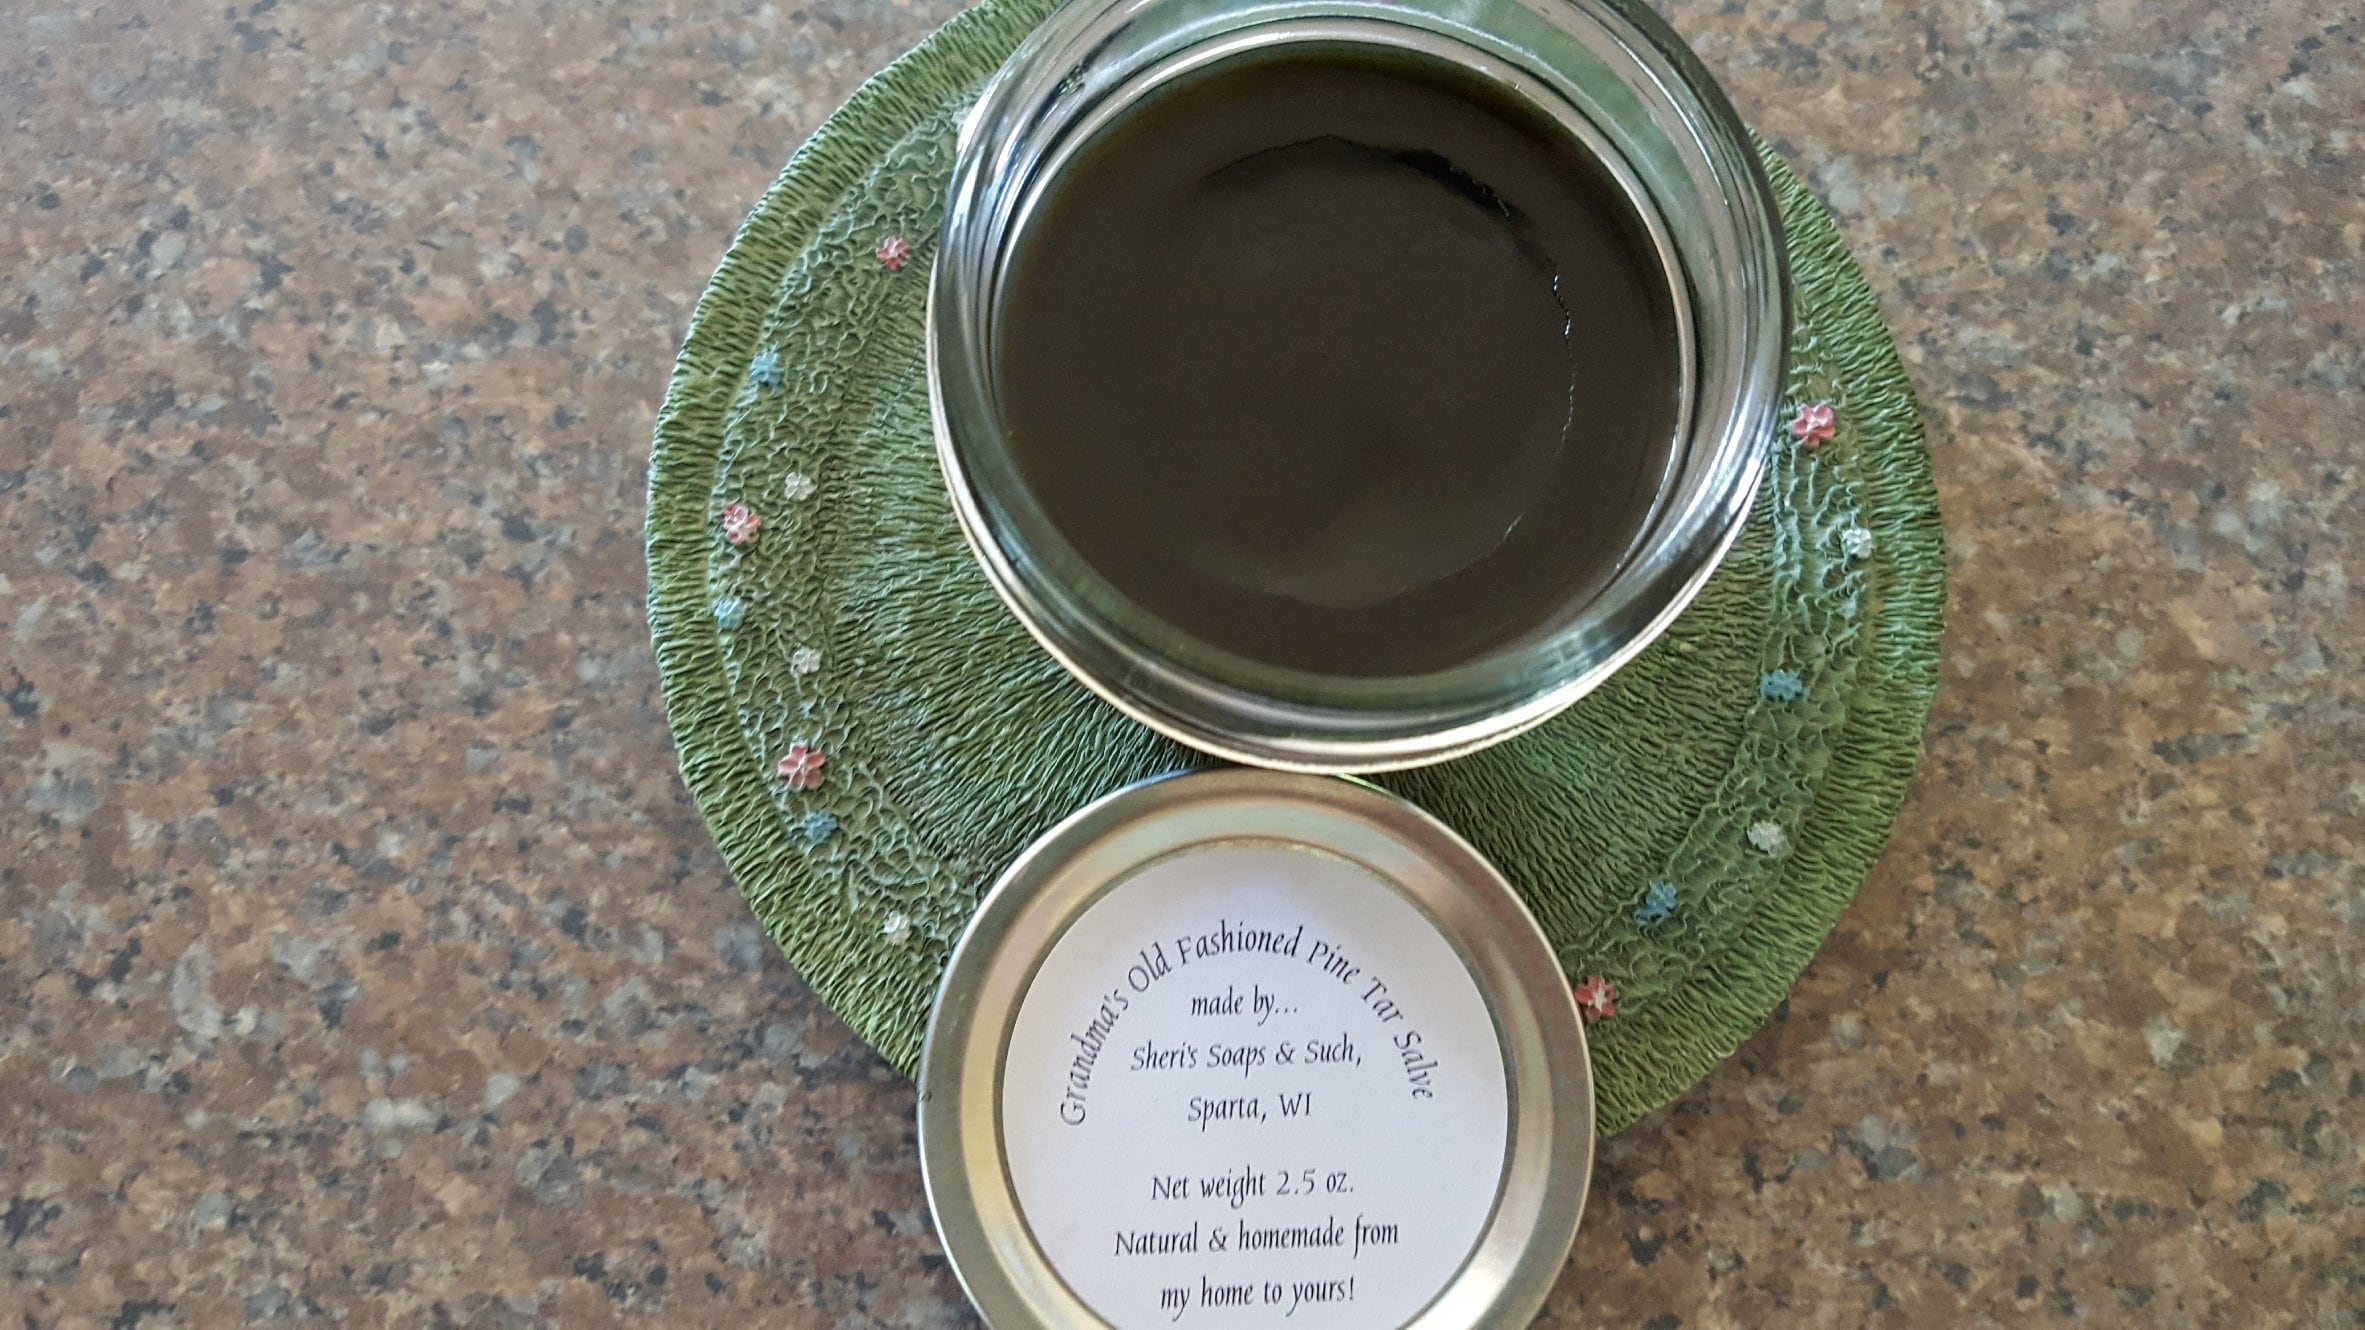 Grandma's Old Fashioned Pine Tar Salve
made by...
Sheri's Soaps & Such,
Sparta, WI
Net weight 2.5 oz.
Natural & homemade from
my home to yours!